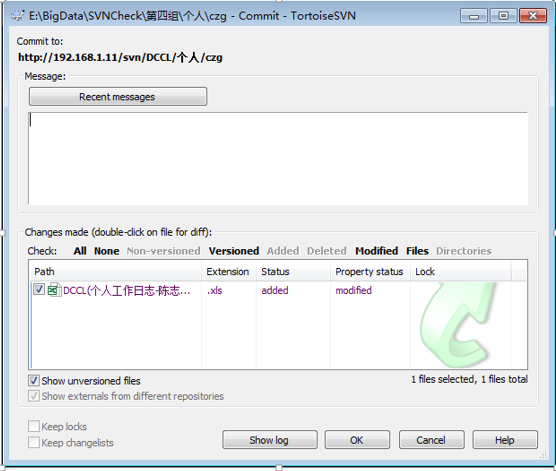 E:\BigData\SVNCheck\第四组\个人\czg - Commit - TortoiseSVN
Commit to:
http://192.168.1.11/svn/DCCL/个人/czg
Message:
Recent messages
Changes made (double-click on file for diff):
Check: All None Non-versioned Versioned Added Deleted Modified Files Directories
Path Extension Status Property status Lock
DCCL(个人工作日志-陈志... .xls added modified
Show unversioned files 1 files selected, 1 files total
Show externals from different repositories
Keep locks
Keep changelists
Show log OK Cancel Help